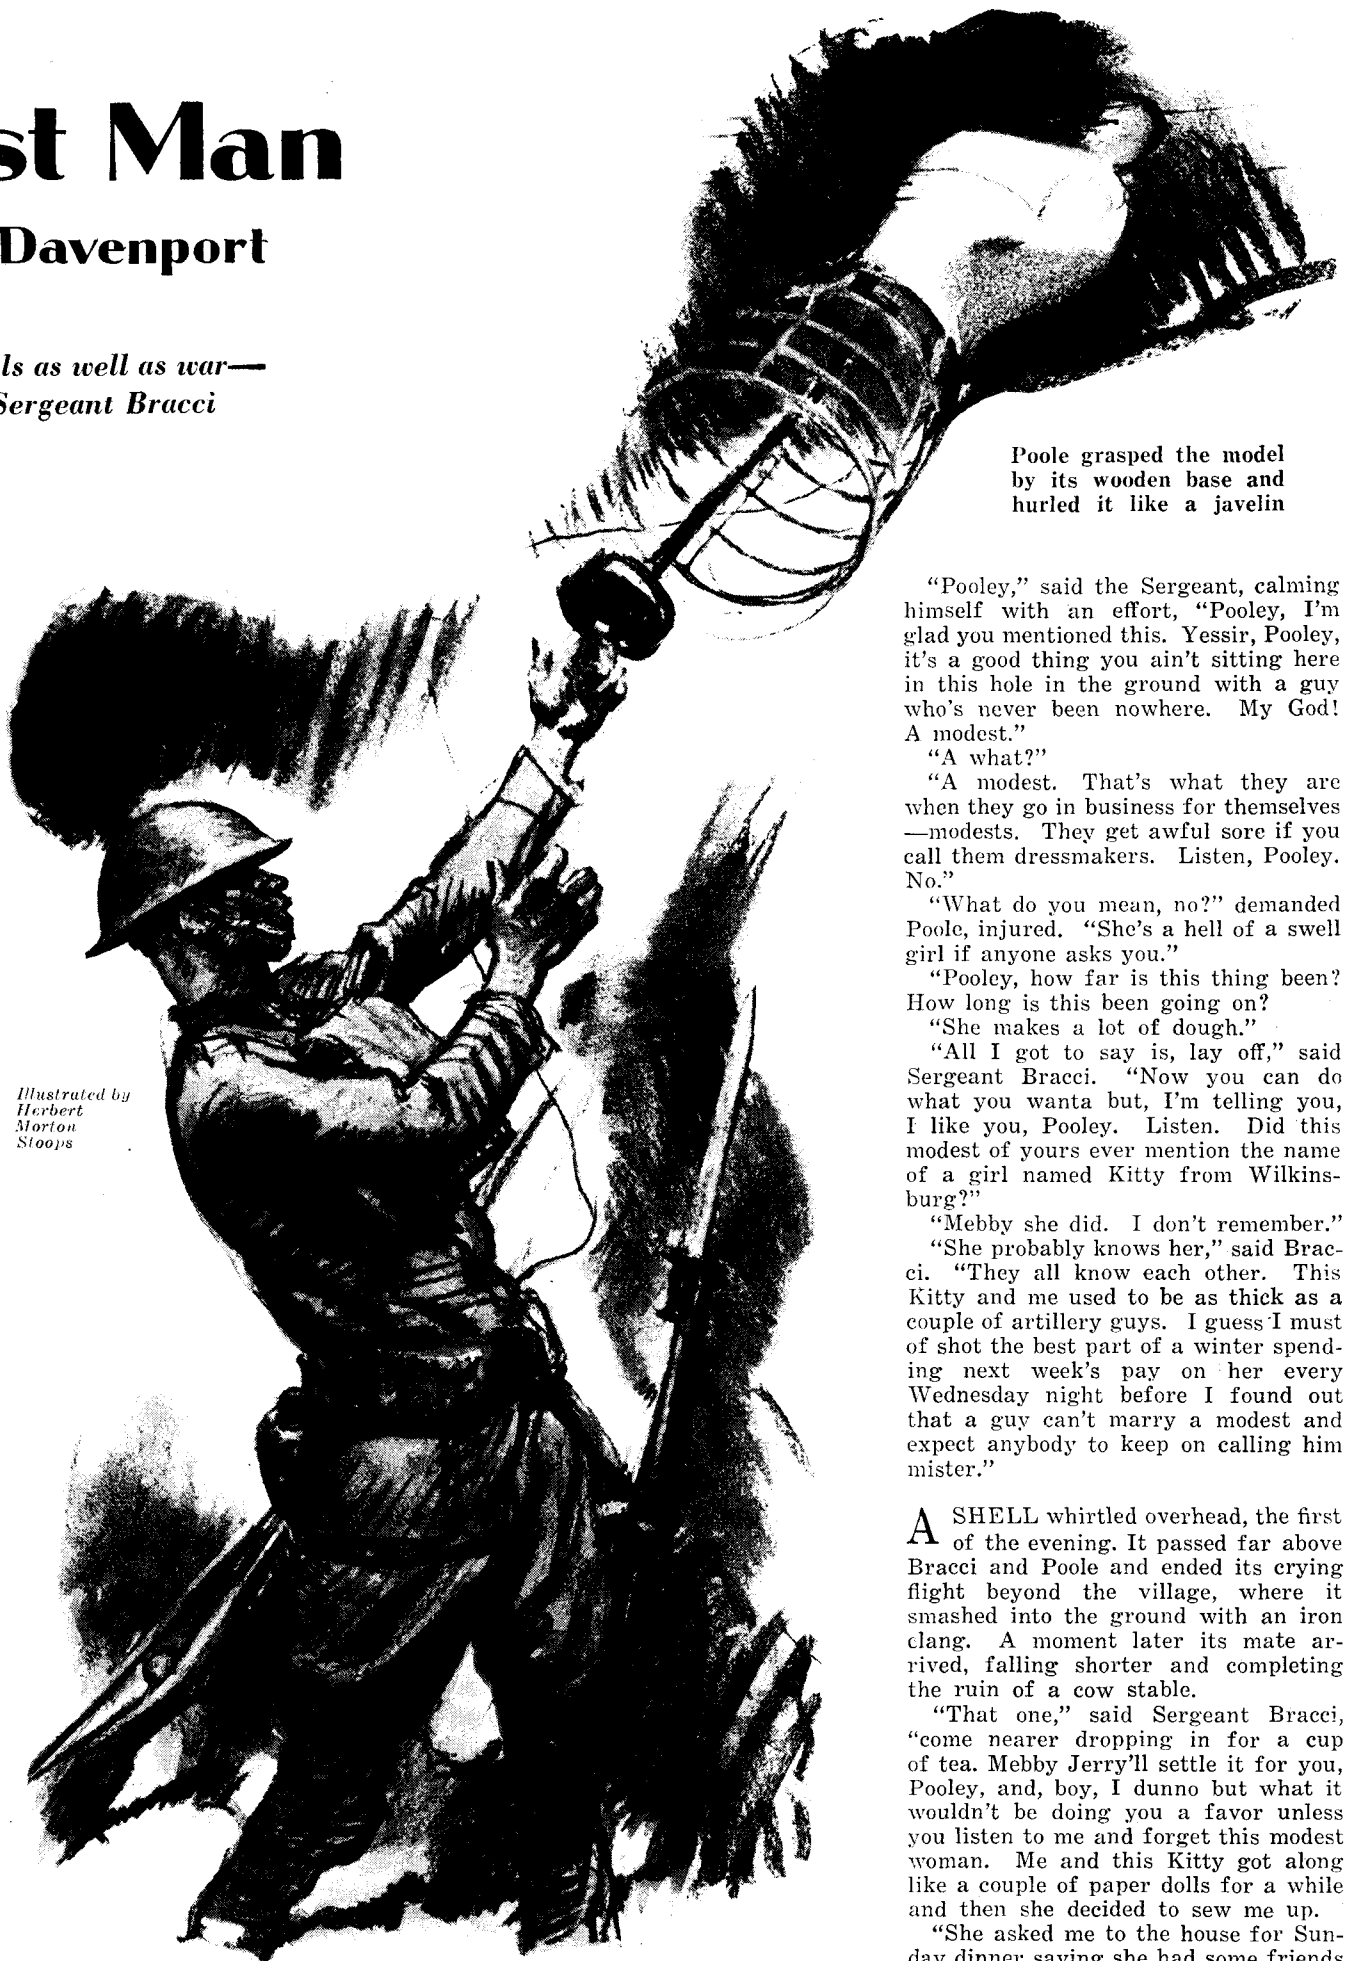 st Man
Davenport
ls as well as war—
Sergeant Bracci
Poole grasped the model
by its wooden base and
hurled it like a javelin
Illustrated by
Herbert
Morton
Stoops
“Pooley,” said the Sergeant, calming
himself with an effort, “Pooley, I’m
glad you mentioned this. Yessir, Pooley,
it’s a good thing you ain’t sitting here
in this hole in the ground with a guy
who’s never been nowhere. My God!
A modest.”
“A what?”
“A modest. That’s what they are
when they go in business for themselves
—modests. They get awful sore if you
call them dressmakers. Listen, Pooley.
No.”
“What do you mean, no?” demanded
Poole, injured. “She’s a hell of a swell
girl if anyone asks you.”
“Pooley, how far is this thing been?
How long is this been going on?
“She makes a lot of dough.”
“All I got to say is, lay off,” said
Sergeant Bracci. “Now you can do
what you wanta but, I’m telling you,
I like you, Pooley. Listen. Did this
modest of yours ever mention the name
of a girl named Kitty from Wilkins-
burg?”
“Mebby she did. I don’t remember.”
“She probably knows her,” said Brac-
ci. “They all know each other. This
Kitty and me used to be as thick as a
couple of artillery guys. I guess I must
of shot the best part of a winter spend-
ing next week’s pay on her every
Wednesday night before I found out
that a guy can’t marry a modest and
expect anybody to keep on calling him
mister.”
A SHELL whirtled overhead, the first
of the evening. It passed far above
Bracci and Poole and ended its crying
flight beyond the village, where it
smashed into the ground with an iron
clang. A moment later its mate ar-
rived, falling shorter and completing
the ruin of a cow stable.
“That one,” said Sergeant Bracci,
“come nearer dropping in for a cup
of tea. Mebby Jerry’ll settle it for you,
Pooley, and, boy, I dunno but what it
wouldn’t be doing you a favor unless
you listen to me and forget this modest
woman. Me and this Kitty got along
like a couple of paper dolls for a while
and then she decided to sew me up.
“She asked me to the house for Sun-
day dinner saying she had some friends